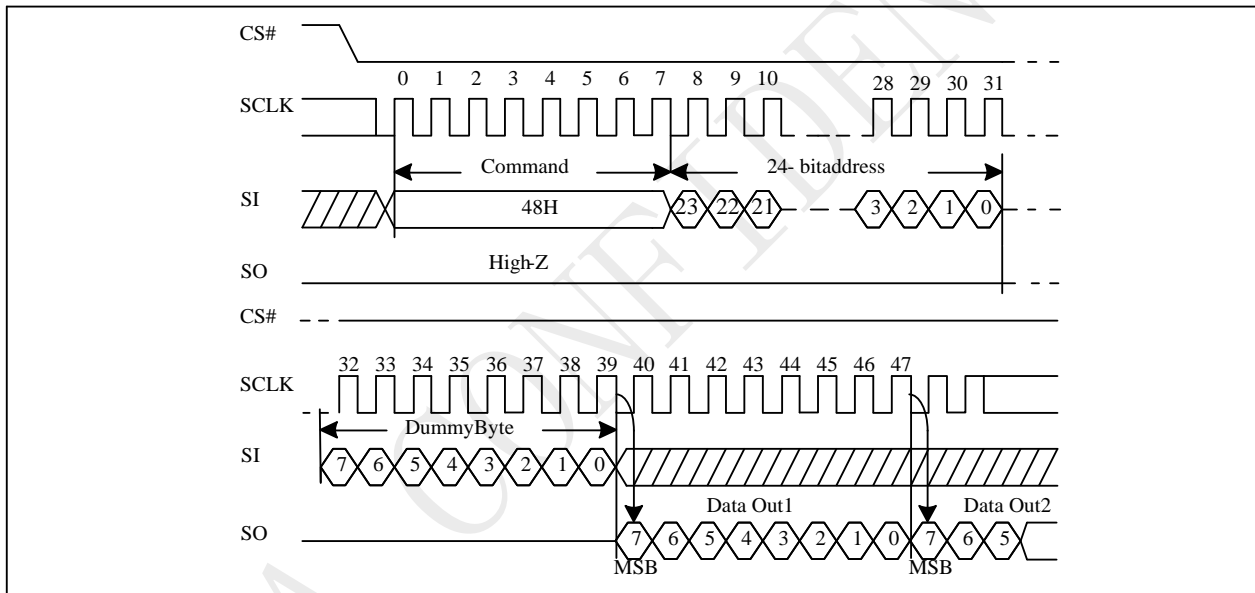 CS#
0 1 2 3 4 5 6 7 8 9 10 28 29 30 31
SCLK
Command 24- bitaddress
SI 48H 23 22 21 3 2 1 0
High-Z
SO
CS#
32 33 34 35 36 37 38 39 40 41 42 43 44 45 46 47
SCLK
DummyByte
SI 7 6 5 4 3 2 1 0
Data Out1 Data Out2
SO 7 6 5 4 3 2 1 0 7 6 5
MSB MSB
CONFIDEN